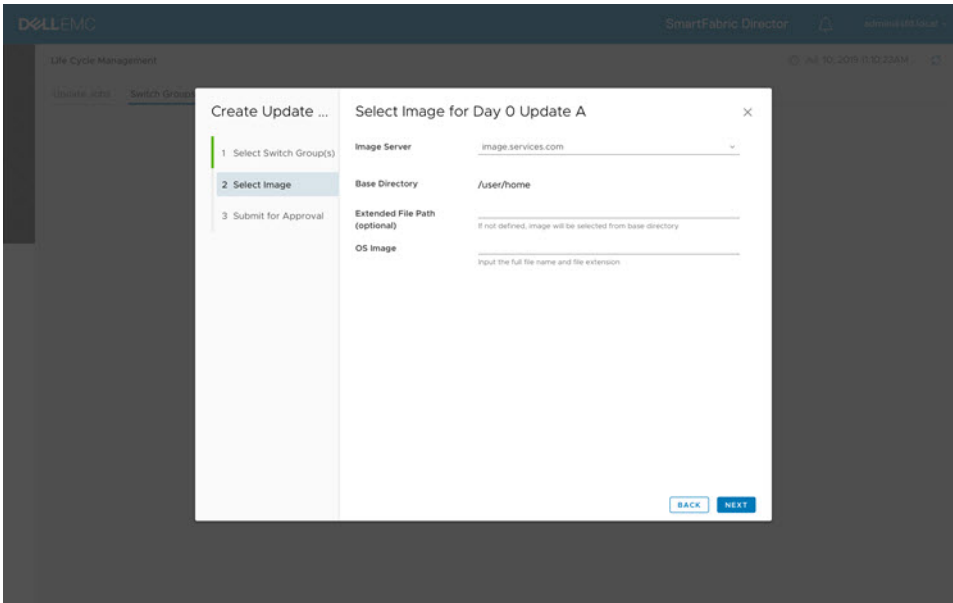 DELLEMC
SmartFabric Director
Life Cycle Management
Update Jobs
Switch Groups
Create Update ...
1 Select Switch Group(s)
2 Select Image
3 Submit for Approval
Select Image for Day 0 Update A
Image Server
image.services.com
Base Directory
/user/home
Extended File Path
(optional)
If not defined, image will be selected from base directory
OS Image
Input the full file name and file extension.
BACK
NEXT